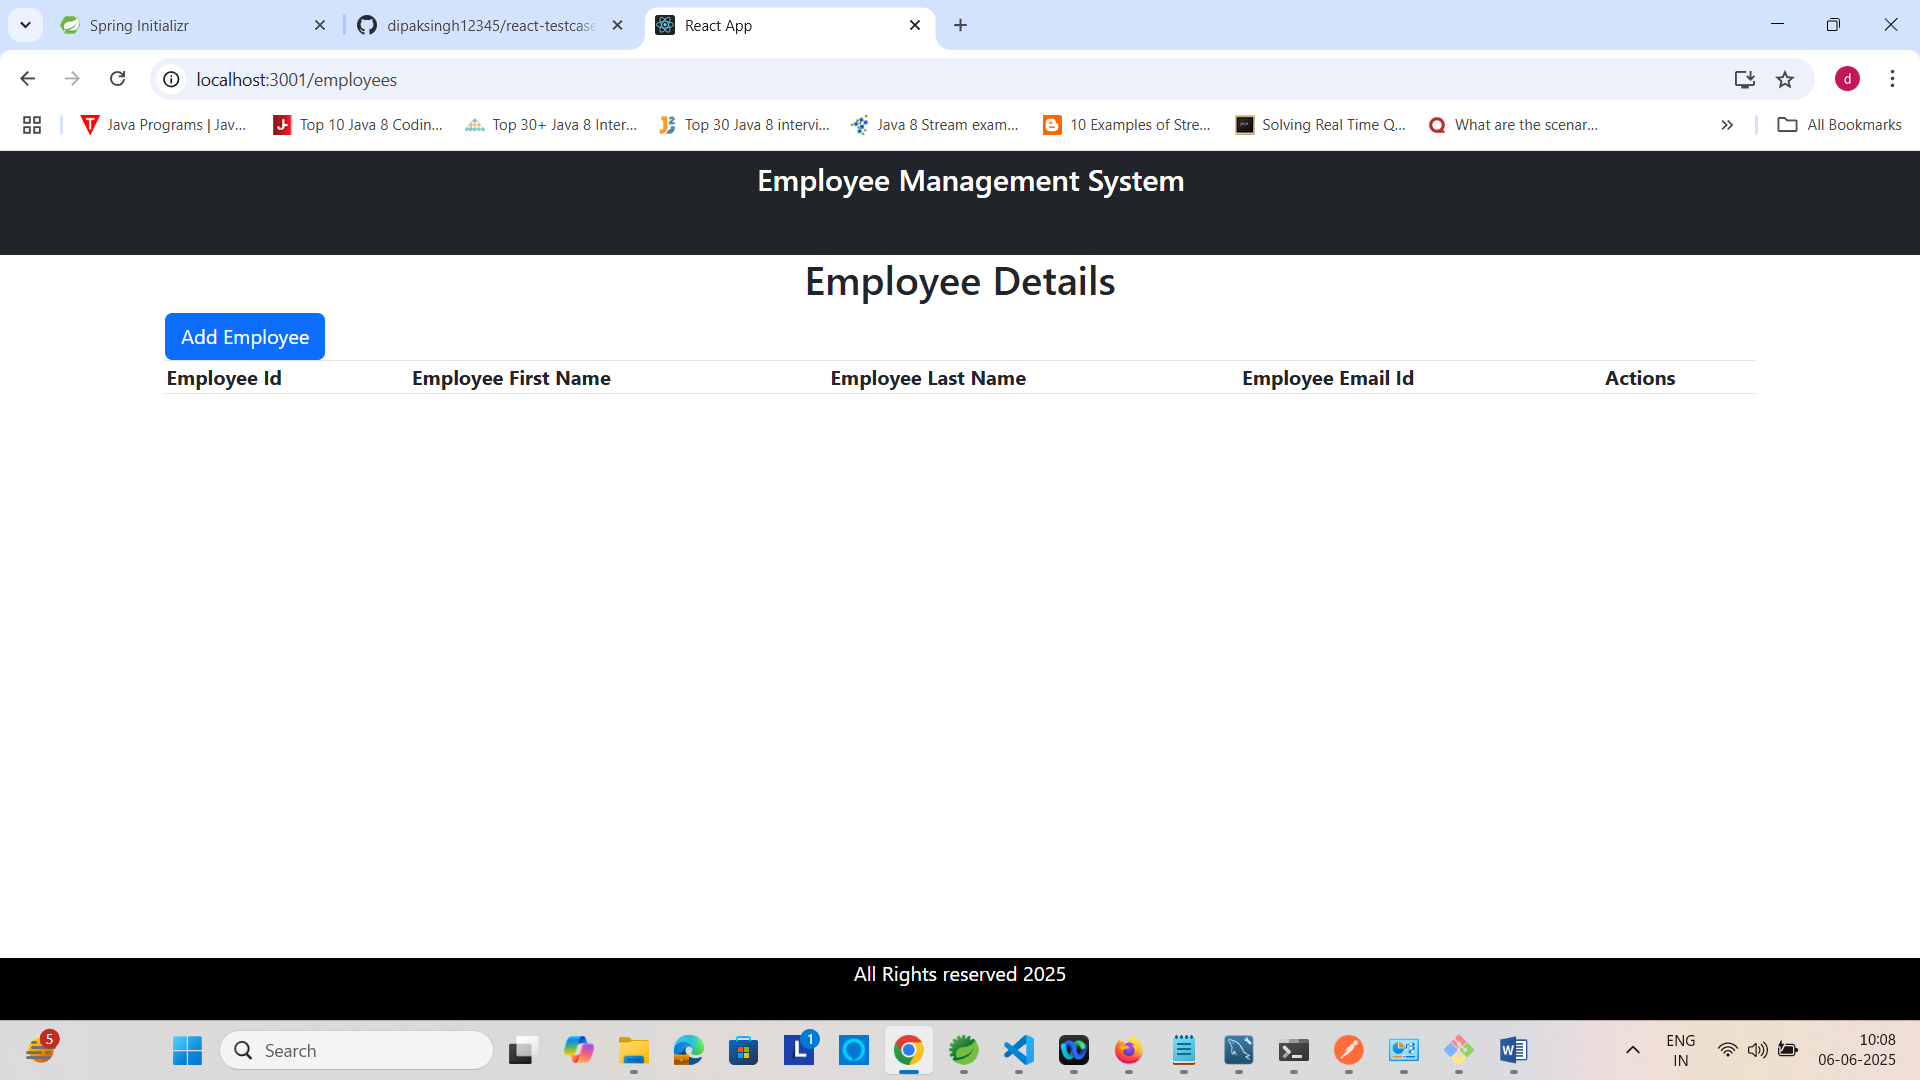 Spring Initializr
dipaksingh12345/react-testcase
React App
localhost:3001/employees
d
Java Programs | Jav...
Top 10 Java 8 Codin...
Top 30+ Java 8 Inter...
Top 30 Java 8 intervi...
Java 8 Stream exam...
10 Examples of Stre...
Solving Real Time Q...
What are the scenar...
All Bookmarks
Employee Management System
Employee Details
Add Employee
Employee Id Employee First Name Employee Last Name Employee Email Id Actions
All Rights reserved 2025
5
Search
1
ENG
IN
10:08
06-06-2025